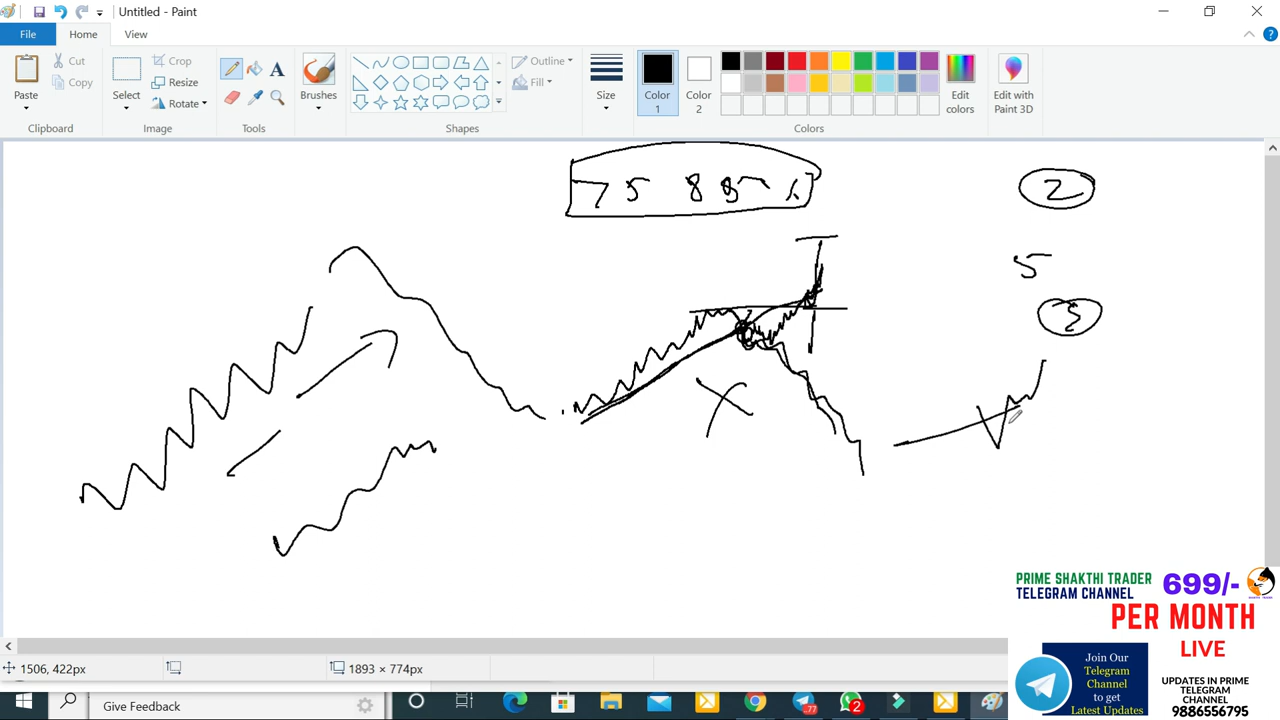 Untitled - Paint
File
Home
View
Paste
Cut
Copy
Clipboard
Select
Crop
Resize
Rotate
Image
Tools
Brushes
Shapes
Outline
Fill
Size
Color
1
Color
2
Colors
Edit
colors
Edit with
Paint 3D
2
5
3
1506, 422px
1893 × 774px
PRIME SHAKTHI TRADER
TELEGRAM CHANNEL
699/-
PER MONTH
LIVE
Join Our
Telegram
Channel
to get
Latest Updates
UPDATES IN PRIME
TELEGRAM
CHANNEL
9886556795
Give Feedback
77
2